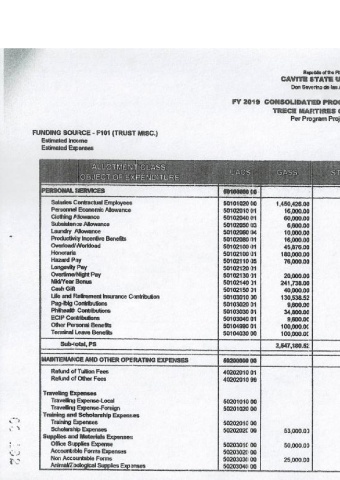 Republic of the
CAVITE STATE U
Don Severino de las
FY 2019 CONSOLIDATED PRO
TRECE MARTIRES
Per Program Proj
FUNDING SOURCE - F101 (TRUST MISC.)
Estimated Income
Estimated Expenses
ALLOTMENT CLASS
OBJECT OF EXPENDITURE
UACS GASS ST
PERSONAL SERVICES 50100000 00
Salaries Contractual Employees 50101020 00 1,450,426.00
Personnel Economic Allowance 50102010 01 16,000.00
Clothing Allowance 50102040 01 60,000.00
Subsistence Allowance 50102050 03 6,800.00
Laundry Allowance 50102060 04 10,000.00
Productivity Incentive Benefits 50102080 01 16,000.00
Overload/Workload 50102100 01 45,876.00
Honoraria 50102100 01 180,000.00
Hazard Pay 50102110 05 76,000.00
Longevity Pay 50102120 01
Overtime/Night Pay 50102130 01 20,000.00
Mid/Year Bonus 50102140 01 241,738.00
Cash Gift 50102150 01 40,000.00
Life and Retirement Insurance Contribution 50103010 00 130,538.52
Pag-ibig Contributions 50103020 01 9,600.00
Philhealth Contributions 50103030 01 34,800.00
ECIP Contributions 50103040 01 9,600.00
Other Personal Benefits 50104990 01 100,000.00
Terminal Leave Benefits 50104030 00 100,000.00
Sub-total, PS 2,547,180.52
MAINTENANCE AND OTHER OPERATING EXPENSES 50200000 00
Refund of Tuition Fees 40202010 01
Refund of Other Fees 40202010 98
Traveling Expenses
Travelling Expense-Local 50201010 00
Travelling Expense-Foreign 50201020 00
Training and Scholarship Expenses
Training Expenses 50202010 00
Scholarship Expenses 50202020 00 53,000.00
Supplies and Materials Expenses
Office Supplies Expense 50203010 00 50,000.00
Accountable Forms Expenses 50203020 00
Non Accountable Forms 50203030 00 25,000.00
Animal/Zoological Supplies Expenses 50203040 00